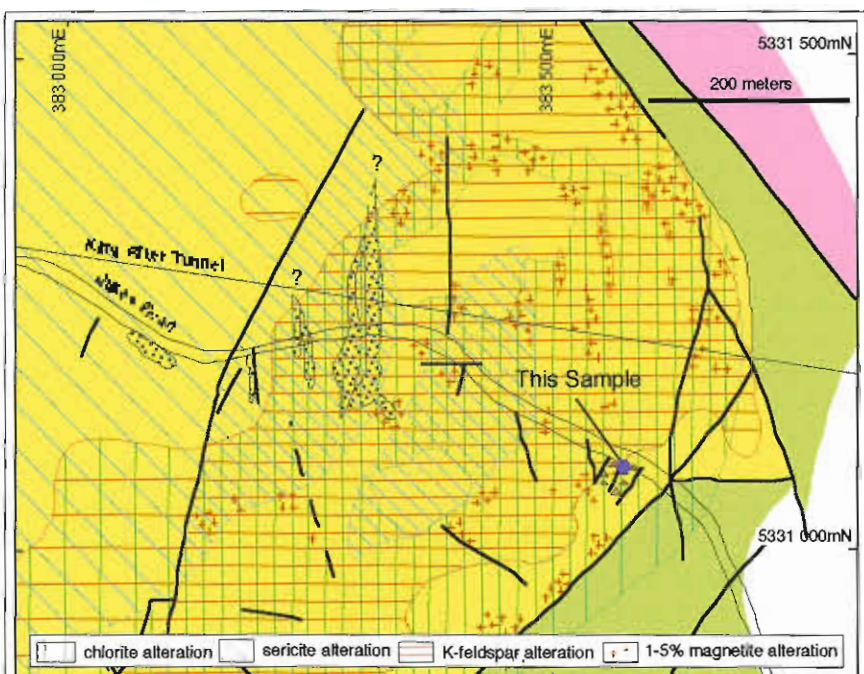 383 000mE
383 500mE
5331 500mN
200 meters
?
?
Tunnel
This Sample
5331 000mN
chlorite alteration
sericite alteration
K-feldspar alteration
1-5% magnetite alteration